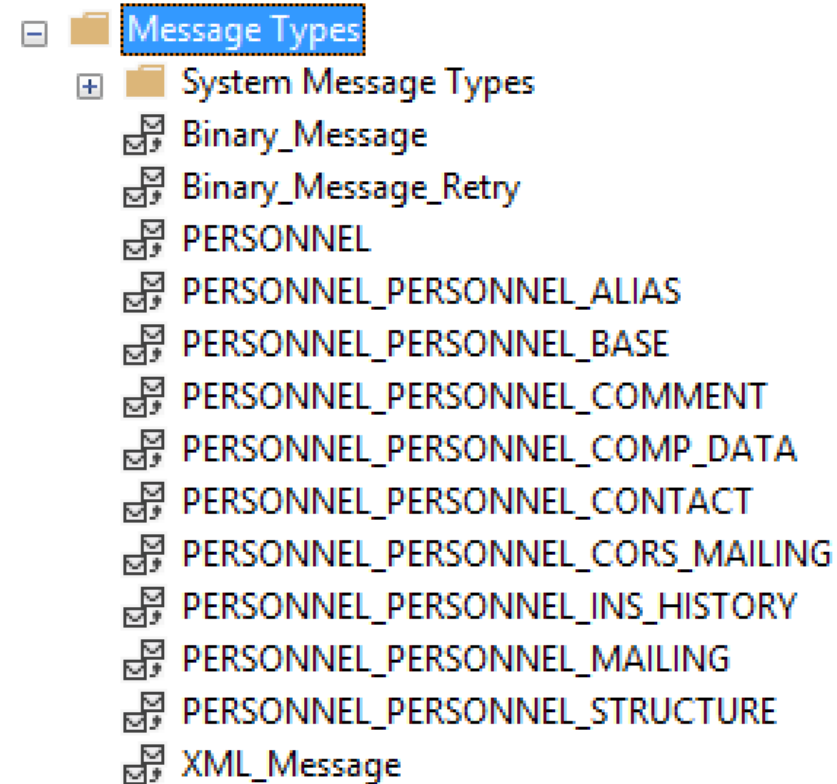 Message Types
System Message Types
Binary_Message
Binary_Message_Retry
PERSONNEL
PERSONNEL_PERSONNEL_ALIAS
PERSONNEL_PERSONNEL_BASE
PERSONNEL_PERSONNEL_COMMENT
PERSONNEL_PERSONNEL_COMP_DATA
PERSONNEL_PERSONNEL_CONTACT
PERSONNEL_PERSONNEL_CORS_MAILING
PERSONNEL_PERSONNEL_INS_HISTORY
PERSONNEL_PERSONNEL_MAILING
PERSONNEL_PERSONNEL_STRUCTURE
XML_Message